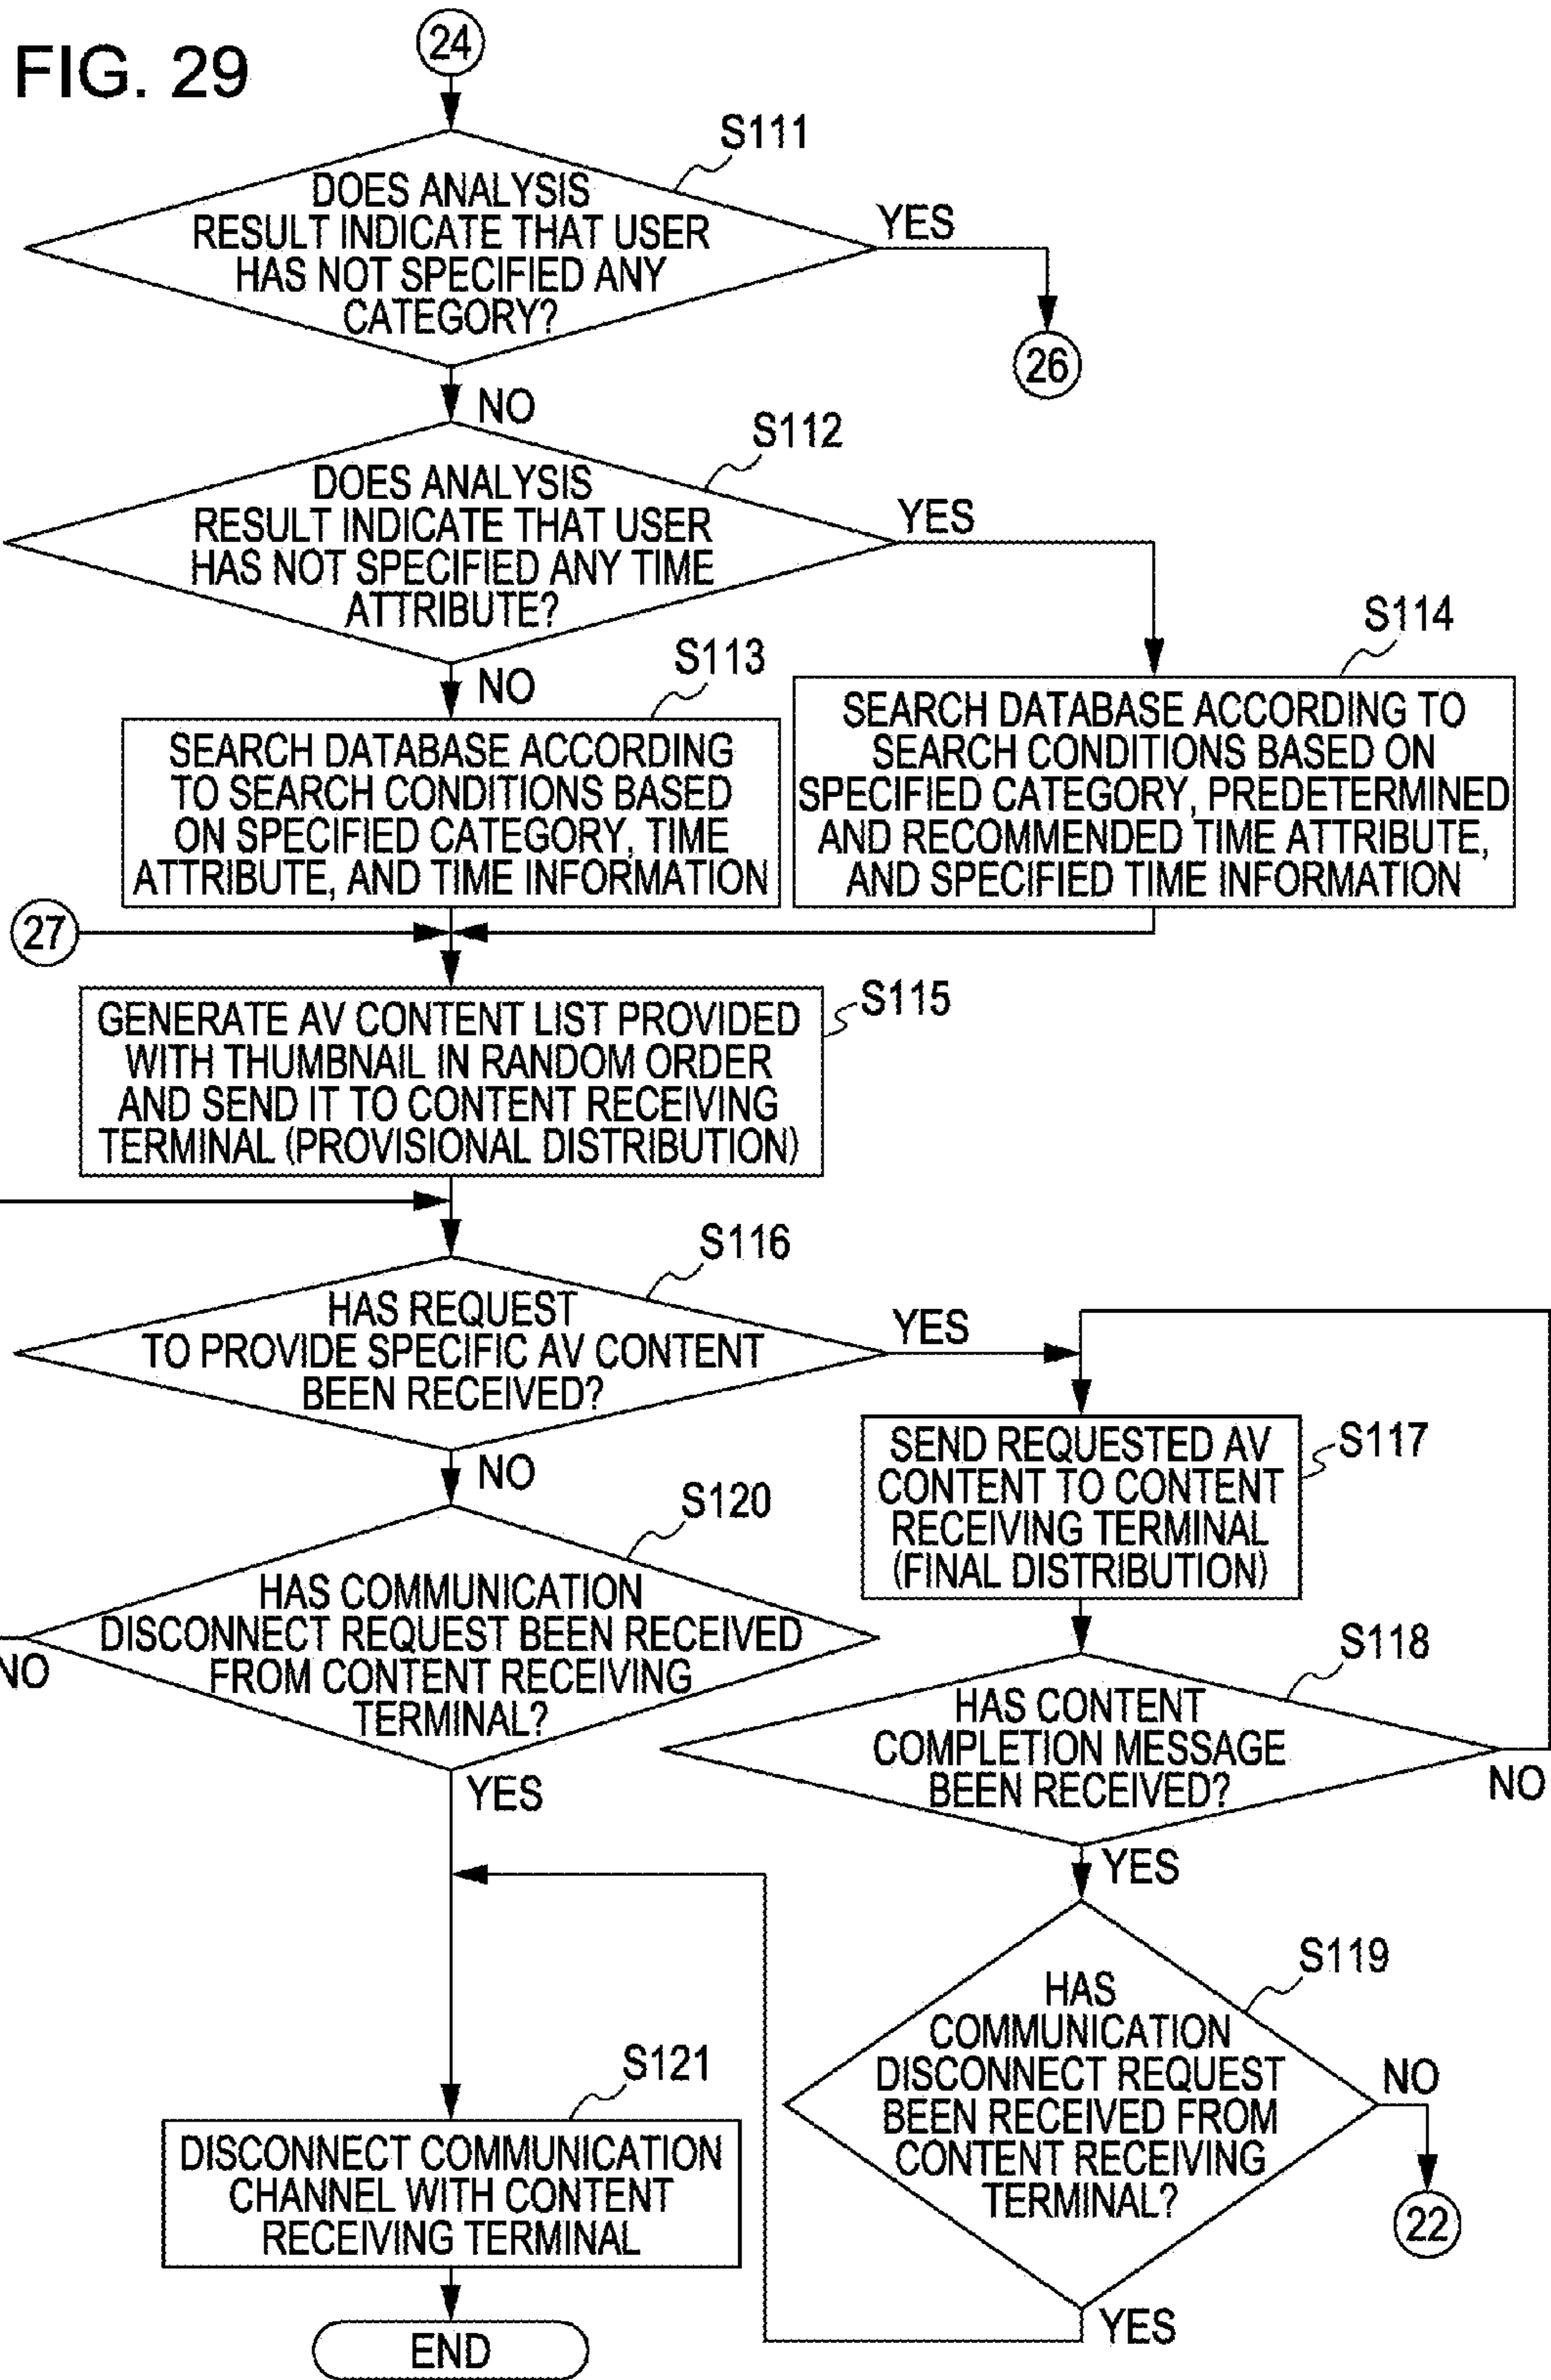 FIG. 29
24
S111
DOES ANALYSIS
RESULT INDICATE THAT USER
HAS NOT SPECIFIED ANY
CATEGORY?
YES
26
NO
S112
DOES ANALYSIS
RESULT INDICATE THAT USER
HAS NOT SPECIFIED ANY TIME
ATTRIBUTE?
YES
NO
S113
SEARCH DATABASE ACCORDING
TO SEARCH CONDITIONS BASED
ON SPECIFIED CATEGORY, TIME
ATTRIBUTE, AND TIME INFORMATION
S114
SEARCH DATABASE ACCORDING TO
SEARCH CONDITIONS BASED ON
SPECIFIED CATEGORY, PREDETERMINED
AND RECOMMENDED TIME ATTRIBUTE,
AND SPECIFIED TIME INFORMATION
27
S115
GENERATE AV CONTENT LIST PROVIDED
WITH THUMBNAIL IN RANDOM ORDER
AND SEND IT TO CONTENT RECEIVING
TERMINAL (PROVISIONAL DISTRIBUTION)
S116
HAS REQUEST
TO PROVIDE SPECIFIC AV CONTENT
BEEN RECEIVED?
YES
NO
S117
SEND REQUESTED AV
CONTENT TO CONTENT
RECEIVING TERMINAL
(FINAL DISTRIBUTION)
S120
HAS COMMUNICATION
DISCONNECT REQUEST BEEN RECEIVED
FROM CONTENT RECEIVING
TERMINAL?
NO
YES
S118
HAS CONTENT
COMPLETION MESSAGE
BEEN RECEIVED?
NO
YES
S119
HAS
COMMUNICATION
DISCONNECT REQUEST
BEEN RECEIVED FROM
CONTENT RECEIVING
TERMINAL?
NO
22
YES
S121
DISCONNECT COMMUNICATION
CHANNEL WITH CONTENT
RECEIVING TERMINAL
END